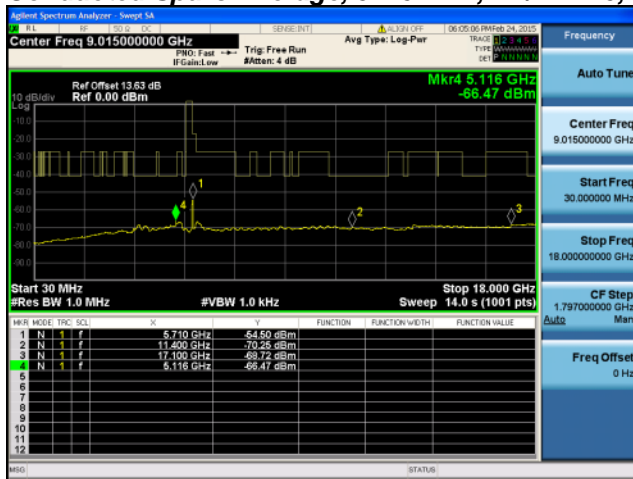 Agilent Spectrum Analyzer - Swept SA
RL RF 50 Ω DC SENSE:INT ALIGN OFF 06:05:06 PM Feb 24, 2015
Center Freq 9.015000000 GHz
PNO: Fast
IFGain:Low
Trig: Free Run
#Atten: 4 dB
Avg Type: Log-Pwr
TRACE 1 2 3 4 5 6
TYPE
DET P N N N N N
Frequency
Auto Tune
Center Freq
9.015000000 GHz
Start Freq
30.000000 MHz
Stop Freq
18.000000000 GHz
CF Step
1.797000000 GHz
Auto Man
Freq Offset
0 Hz
Mkr4 5.116 GHz
-66.47 dBm
Ref Offset 13.63 dB
10 dB/div Ref 0.00 dBm
Log
-10.0
-20.0
-30.0
-40.0
-50.0
-60.0
-70.0
-80.0
-90.0
1
4
2
3
Start 30 MHz Stop 18.000 GHz
#Res BW 1.0 MHz #VBW 1.0 kHz Sweep 14.0 s (1001 pts)
MKR MODE TRC SCL X Y FUNCTION FUNCTION WIDTH FUNCTION VALUE
1 N 1 f 5.710 GHz -54.50 dBm
2 N 1 f 11.400 GHz -70.25 dBm
3 N 1 f 17.100 GHz -68.72 dBm
4 N 1 f 5.116 GHz -66.47 dBm
5
6
7
8
9
10
11
12
MSG STATUS